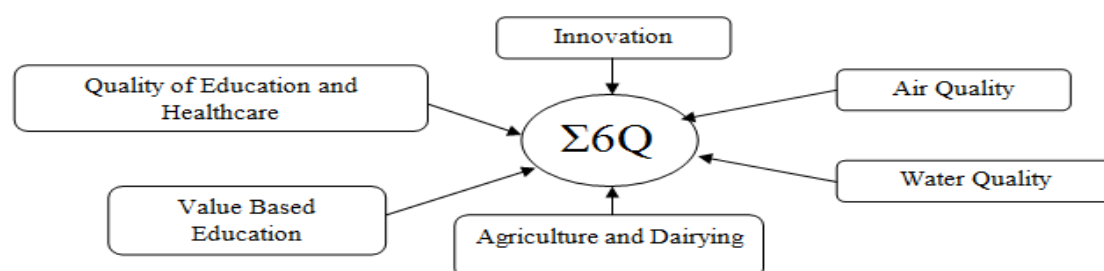 Innovation
Quality of Education and
Healthcare
Air Quality
Σ6Q
Water Quality
Value Based
Education
Agriculture and Dairying